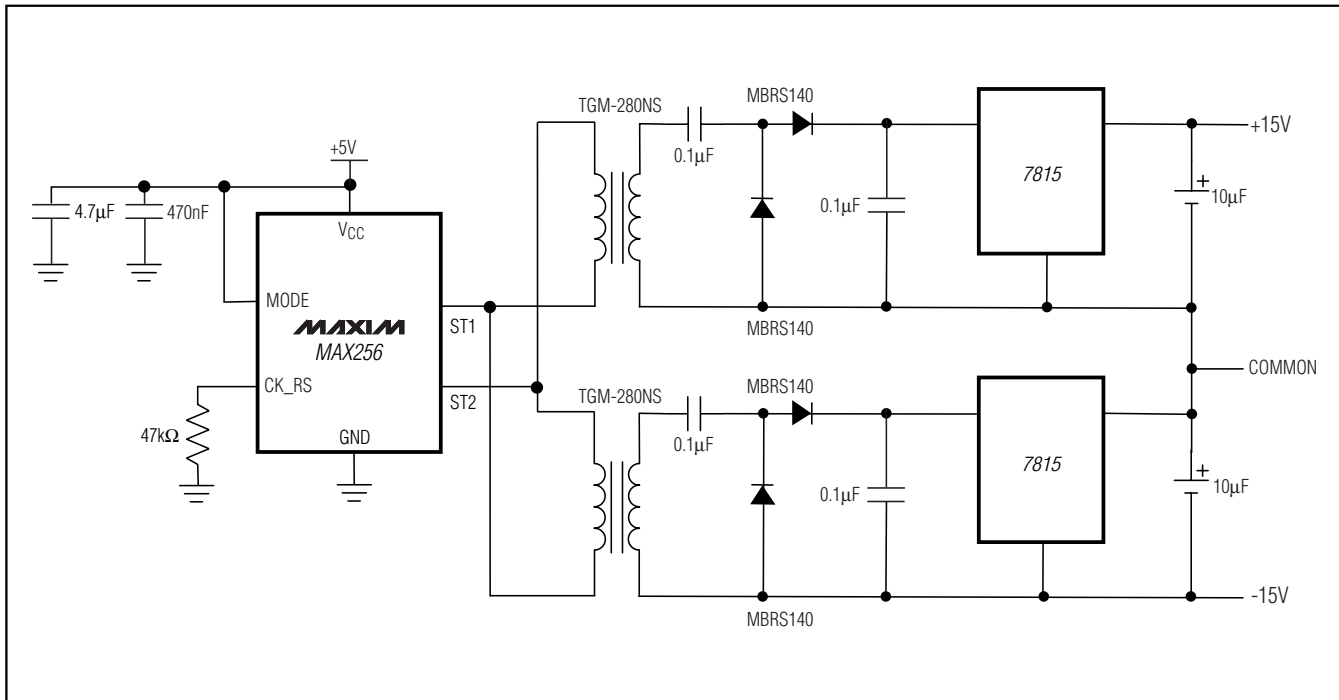 TGM-280NS
MBRS140
0.1μF
+5V
4.7μF
470nF
VCC
MODE
MAXIM
MAX256
CK_RS
GND
47kΩ
ST1
ST2
0.1μF
7815
+15V
+
10μF
MBRS140
COMMON
TGM-280NS
MBRS140
0.1μF
0.1μF
7815
+
10μF
MBRS140
-15V